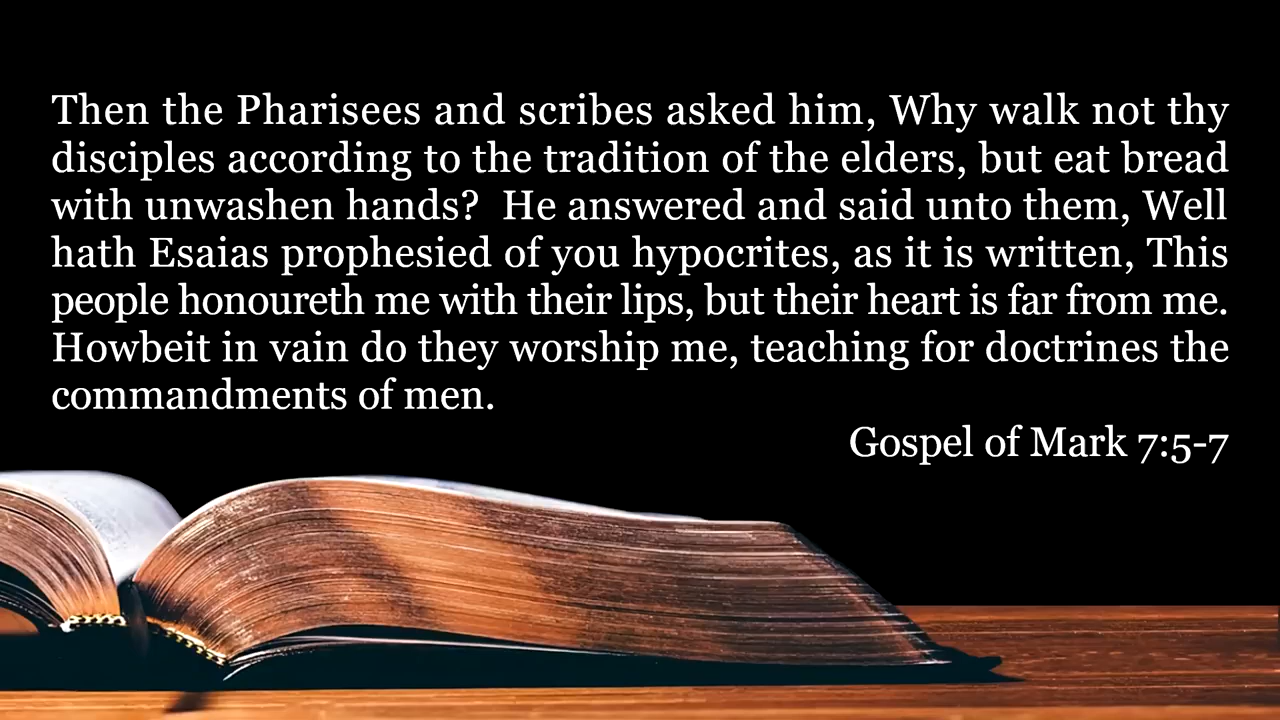 Then the Pharisees and scribes asked him, Why walk not thy
disciples according to the tradition of the elders, but eat bread
with unwashen hands?  He answered and said unto them, Well
hath Esaias prophesied of you hypocrites, as it is written, This
people honoureth me with their lips, but their heart is far from me.
Howbeit in vain do they worship me, teaching for doctrines the
commandments of men.
Gospel of Mark 7:5-7